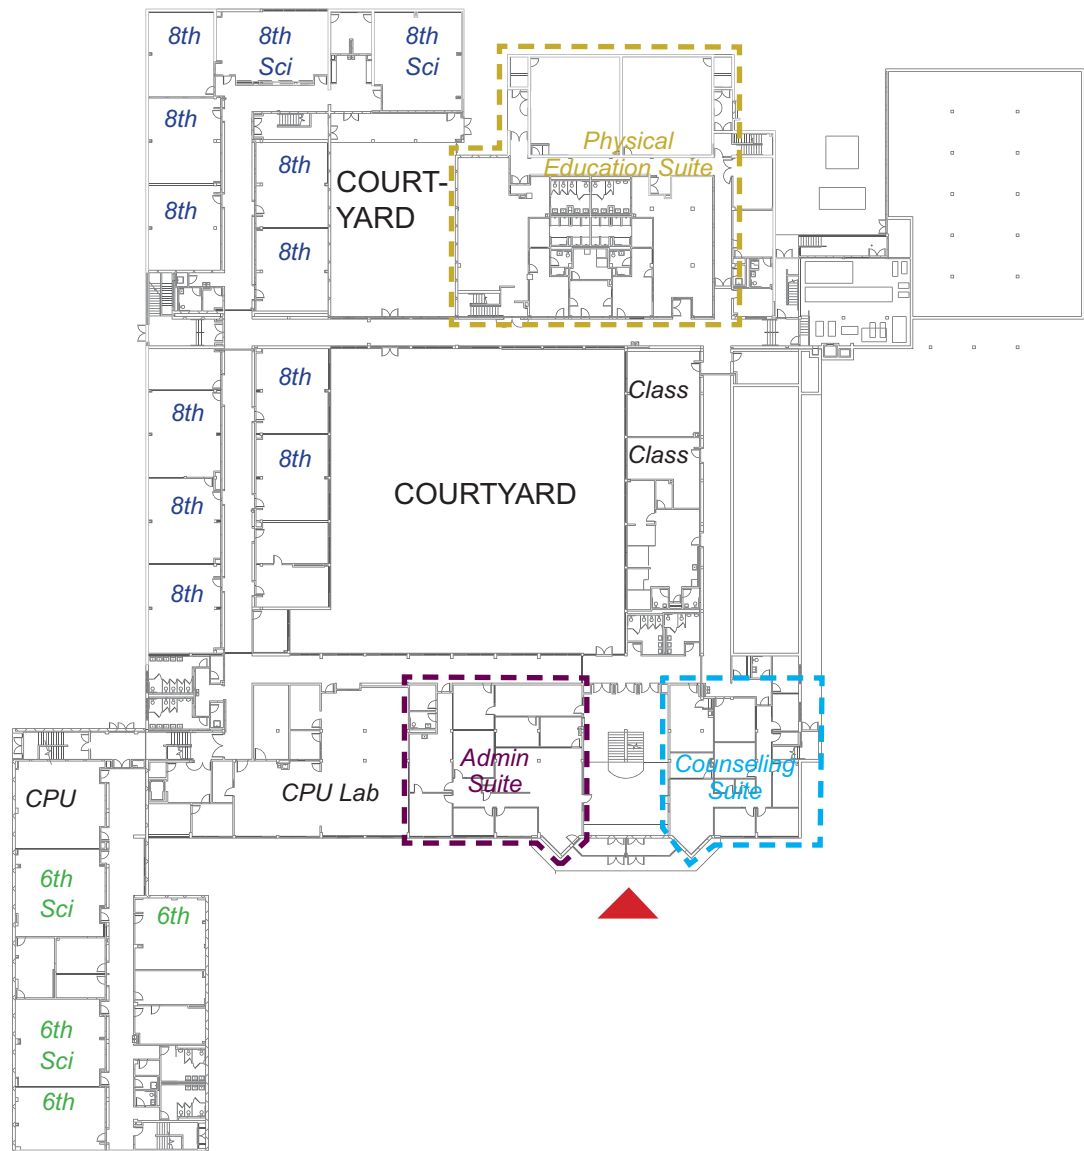 8th
8th
Sci
8th
Sci
8th
Physical
Education Suite
8th
COURT-
YARD
8th
8th
8th
Class
8th
8th
Class
COURTYARD
8th
8th
Admin
Suite
Counseling
Suite
CPU
CPU Lab
6th
Sci
6th
6th
Sci
6th